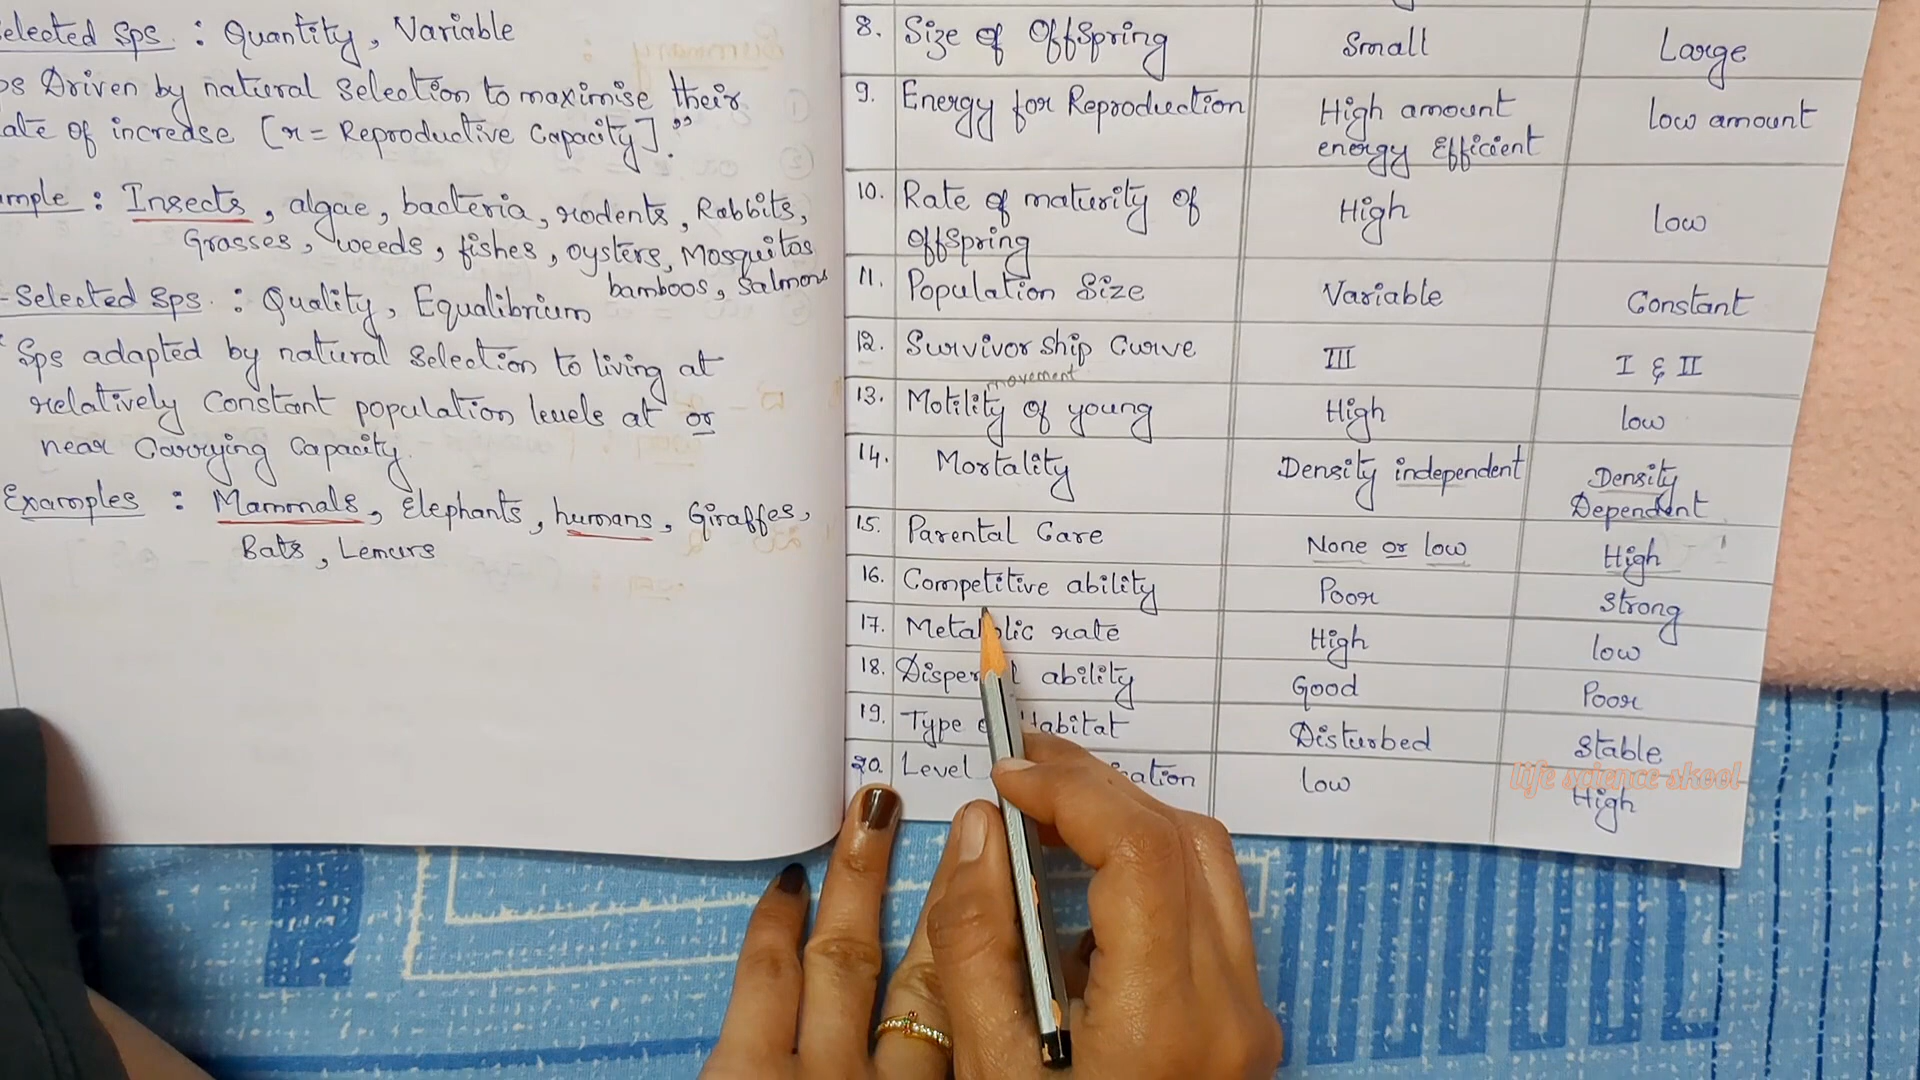 elected Sps. : Quantity, Variable
ps Driven by natural Selection to maximise their
ate of increase [r = Reproductive Capacity]."
mple : Insects, algae, bacteria, rodents, Rabbits,
Grasses, weeds, fishes, oysters, Mosquitos
bamboos, Salmons
-Selected Sps. : Quality, Equalibrium
Sps adapted by natural Selection to living at
relatively Constant population levels at or
near Carrying Capacity.
Examples : Mammals, Elephants, humans, Giraffes,
Bats, Lemurs
8. Size of Offspring Small Large
9. Energy for Reproduction High amount low amount
energy Efficient
10. Rate of maturity of High low
Offspring
11. Population Size Variable Constant
12. Survivor Ship Curve III I & II
movement
13. Motility of young High low
14. Mortality Density independent Density
Dependent
15. Parental Care None or low High
16. Competitive ability Poor Strong
17. Metabolic rate High low
18. Dispersal ability Good Poor
19. Type of Habitat Disturbed Stable
20. Level ation low High
life science skool